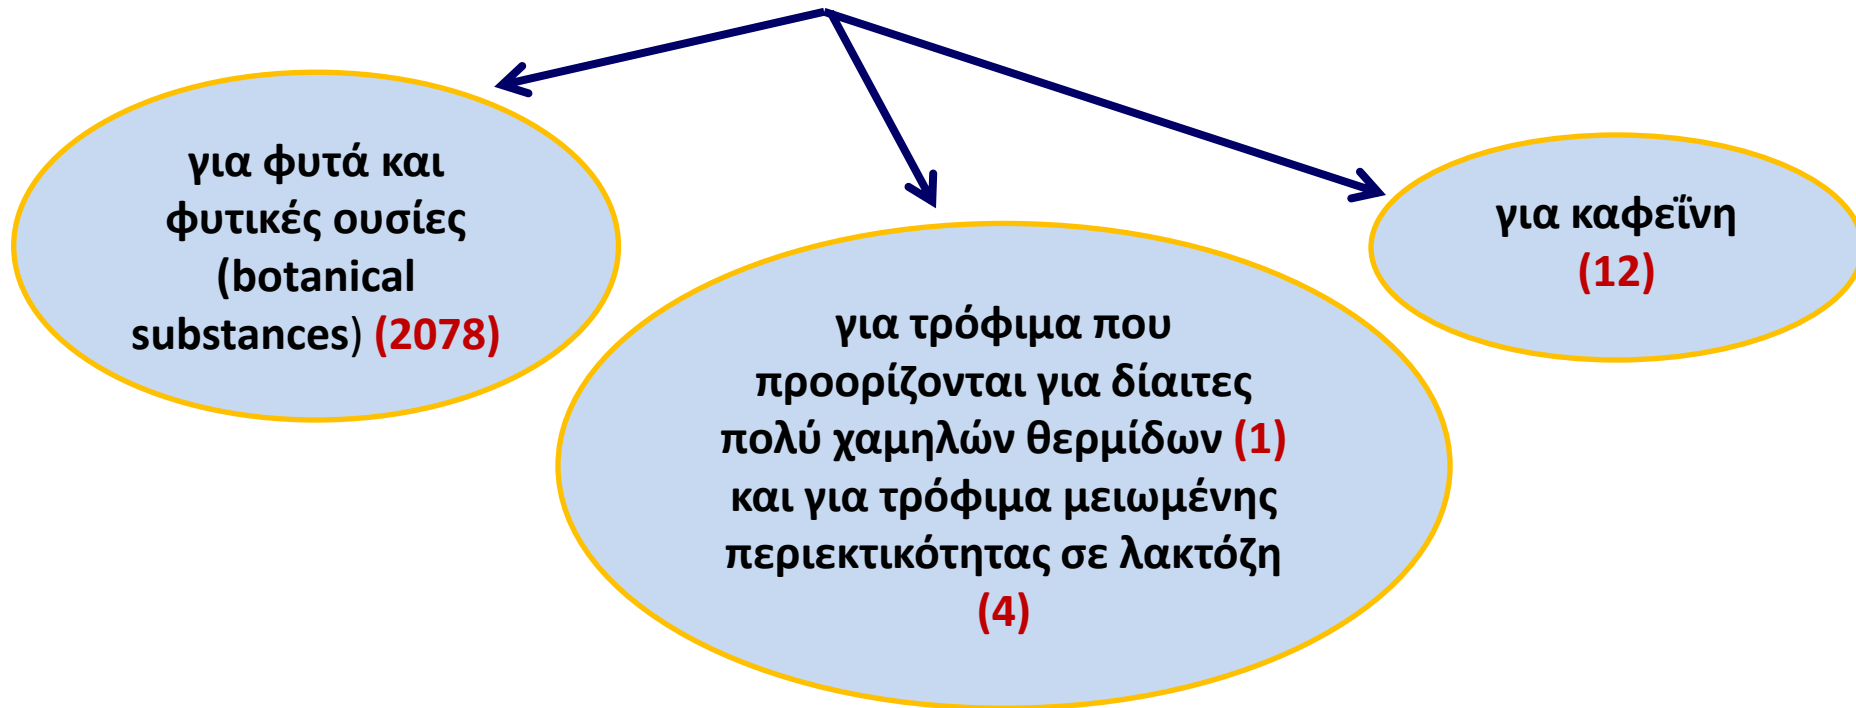 για φυτά και
φυτικές ουσίες
(botanical
substances) (2078)
για τρόφιμα που
προορίζονται για δίαιτες
πολύ χαμηλών θερμίδων (1)
και για τρόφιμα μειωμένης
περιεκτικότητας σε λακτόζη
(4)
για καφεΐνη
(12)